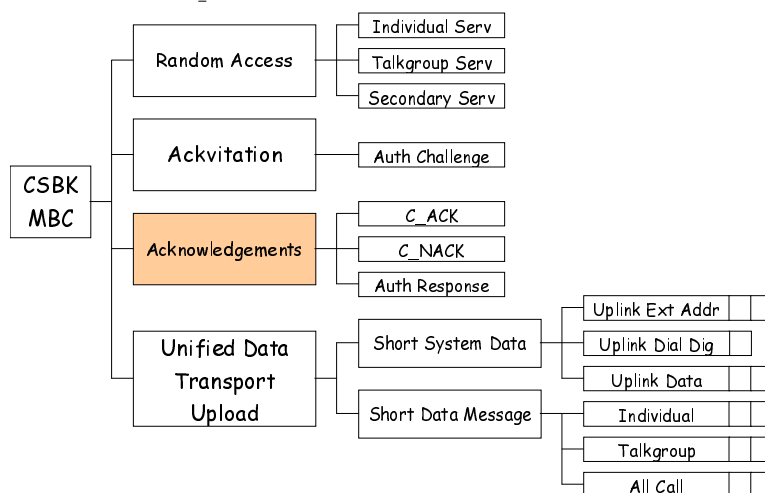 CSBK
MBC
Random Access
Individual Serv
Talkgroup Serv
Secondary Serv
Ackvitation
Auth Challenge
Acknowledgements
C_ACK
C_NACK
Auth Response
Unified Data
Transport
Upload
Short System Data
Uplink Ext Addr
Uplink Dial Dig
Uplink Data
Short Data Message
Individual
Talkgroup
All Call